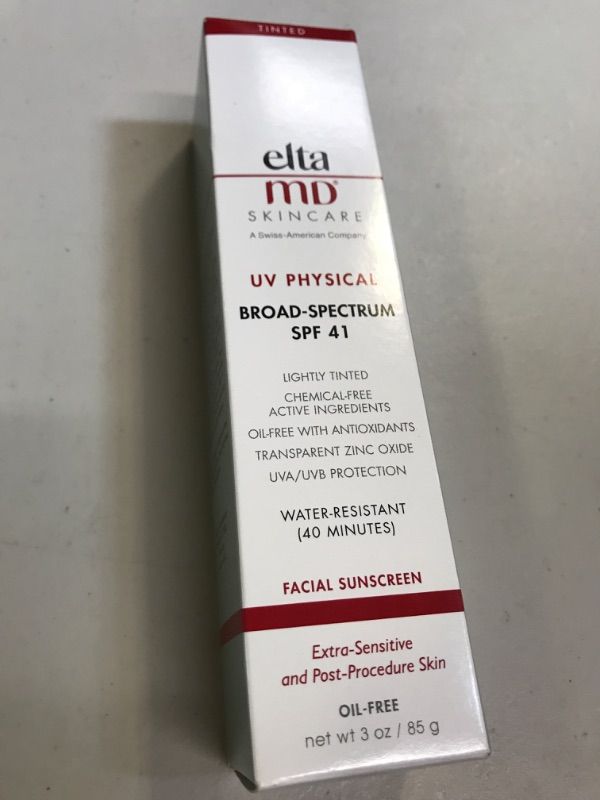 TINTED
elta
MD®
SKINCARE
A Swiss-American Company
UV PHYSICAL
BROAD-SPECTRUM
SPF 41
LIGHTLY TINTED
CHEMICAL-FREE
ACTIVE INGREDIENTS
OIL-FREE WITH ANTIOXIDANTS
TRANSPARENT ZINC OXIDE
UVA/UVB PROTECTION
WATER-RESISTANT
(40 MINUTES)
FACIAL SUNSCREEN
Extra-Sensitive
and Post-Procedure Skin
OIL-FREE
net wt 3 oz / 85 g